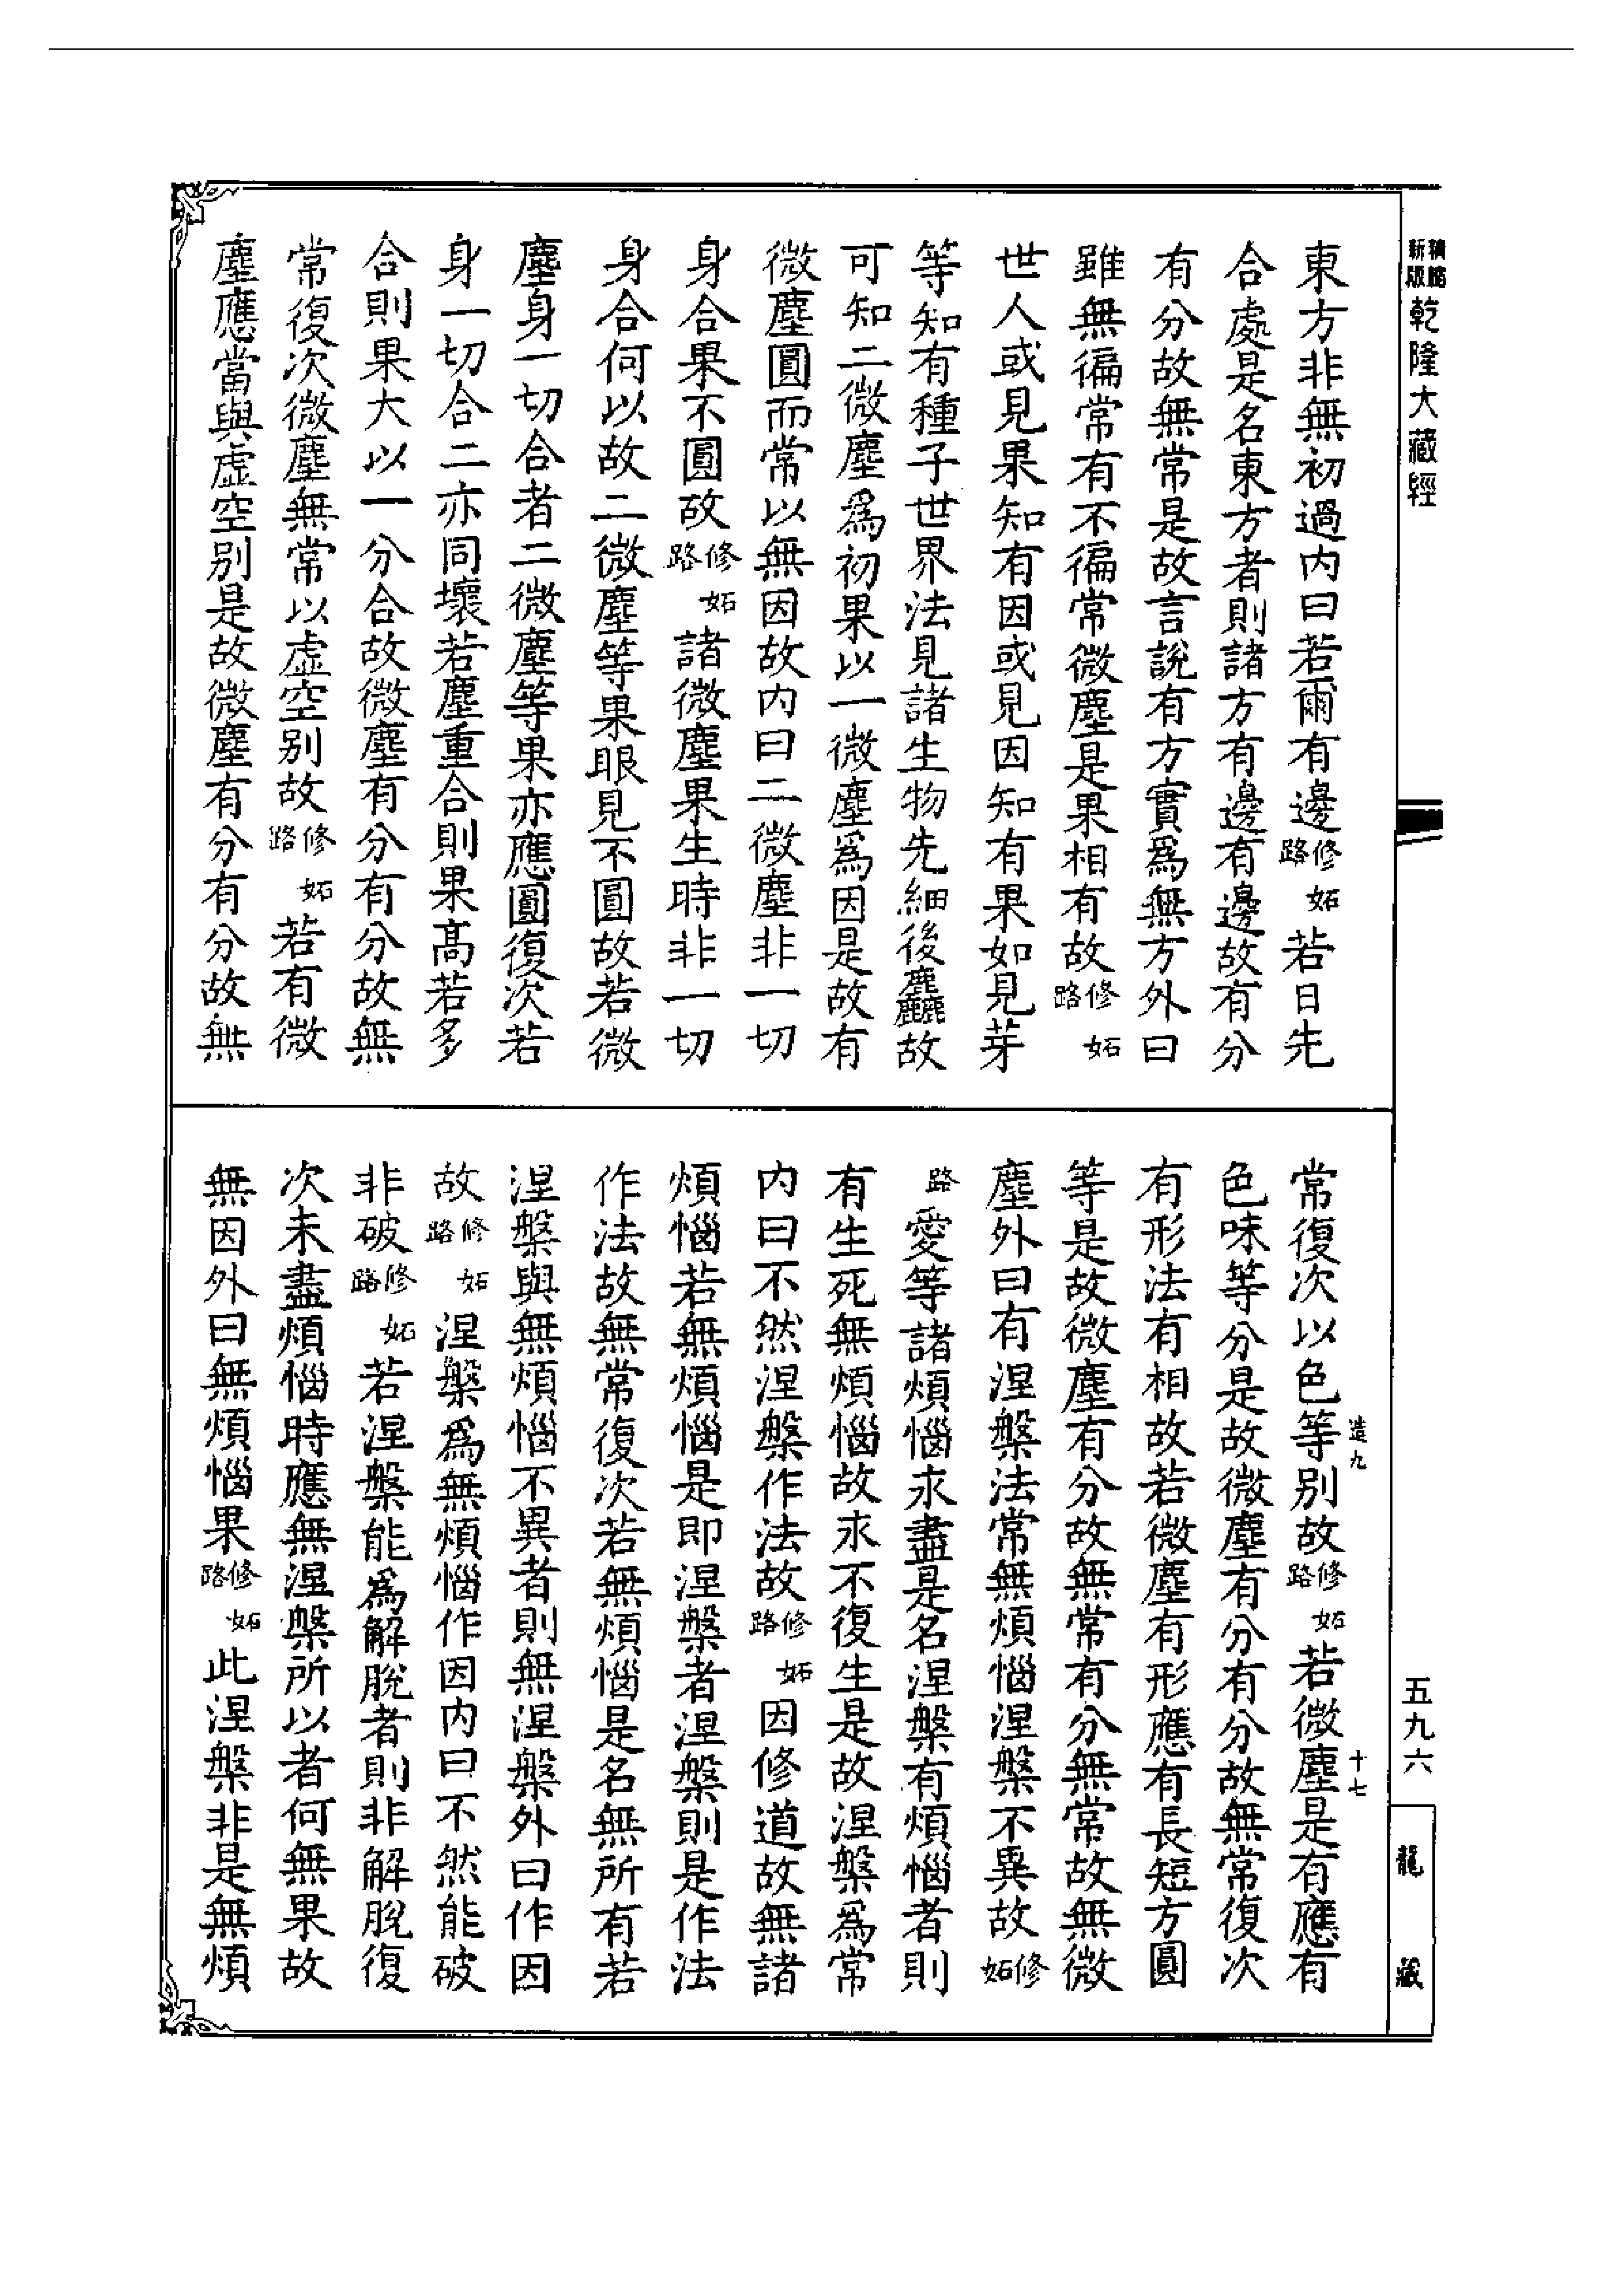 新版精縮乾隆大藏經
東方非無初過内曰若爾有邊修妬路若日先
合處是名東方者則諸方有邊有邊故有分
有分故無常是故言說有方實爲無方外曰
雖無徧常有不徧常微塵是果相有故修妬路
世人或見果知有因或見因知有果如見芽
等知有種子世界法見諸生物先細後麤故
可知二微塵爲初果以一微塵爲因是故有
微塵圓而常以無因故内曰二微塵非一切
身合果不圓故修妬路諸微塵果生時非一切
身合何以故二微塵等果眼見不圓故若微
塵身一切合者二微塵等果亦應圓復次若
身一切合二亦同壞若塵重合則果髙若多
合則果大以一分合故微塵有分有分故無
常復次微塵無常以虛空别故修妬路若有微
塵應當與虛空别是故微塵有分有分故無
常復次以色等别故修妬路若微塵是有應有
色味等分是故微塵有分有分故無常復次
有形法有相故若微塵有形應有長短方圓
等是故微塵有分故無常有分無常故無微
塵外曰有涅槃法常無煩惱涅槃不異故修妬
路愛等諸煩惱永盡是名涅槃有煩惱者則
有生死無煩惱故永不復生是故涅槃爲常
内曰不然涅槃作法故修妬路因修道故無諸
煩惱若無煩惱是即涅槃者涅槃則是作法
作法故無常復次若無煩惱是名無所有若
涅槃與無煩惱不異者則無涅槃外曰作因
故修妬路涅槃爲無煩惱作因内曰不然能破
非破修妬路若涅槃能爲解脫者則非解脫復
次未盡煩惱時應無涅槃所以者何無果故
無因外曰無煩惱果修妬路此涅槃非是無煩
造九
十七
五九六
龍藏